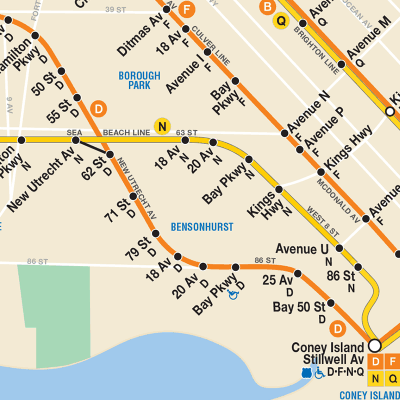 39 ST
F
B
Q
Ditmas Av
F
18 Av
F
Avenue I
F
CULVER LINE
Bay
Pkwy
F
BRIGHTON LINE
Avenue M
Q
D
Pkwy
D
50 St
D
55 St
D
9 AV
BOROUGH
PARK
D
N
SEA BEACH LINE
63 ST
Avenue N
F
Avenue P
F
Kings Hwy
F
MCDONALD AV
Avenue
F
Pkwy
N
New Utrecht Av
N
62 St
D
18 Av
N
20 Av
N
Bay Pkwy
N
Kings
Hwy
N
NEW UTRECHT AV
71 St
D
79 St
D
BENSONHURST
WEST 8 ST
Avenue U
N
86 St
N
86 ST
18 Av
D
20 Av
D
Bay Pkwy
D
86 ST
25 Av
D
Bay 50 St
D
D
Coney Island
Stillwell Av
D•F•N•Q
D F
N Q
CONEY ISLAND